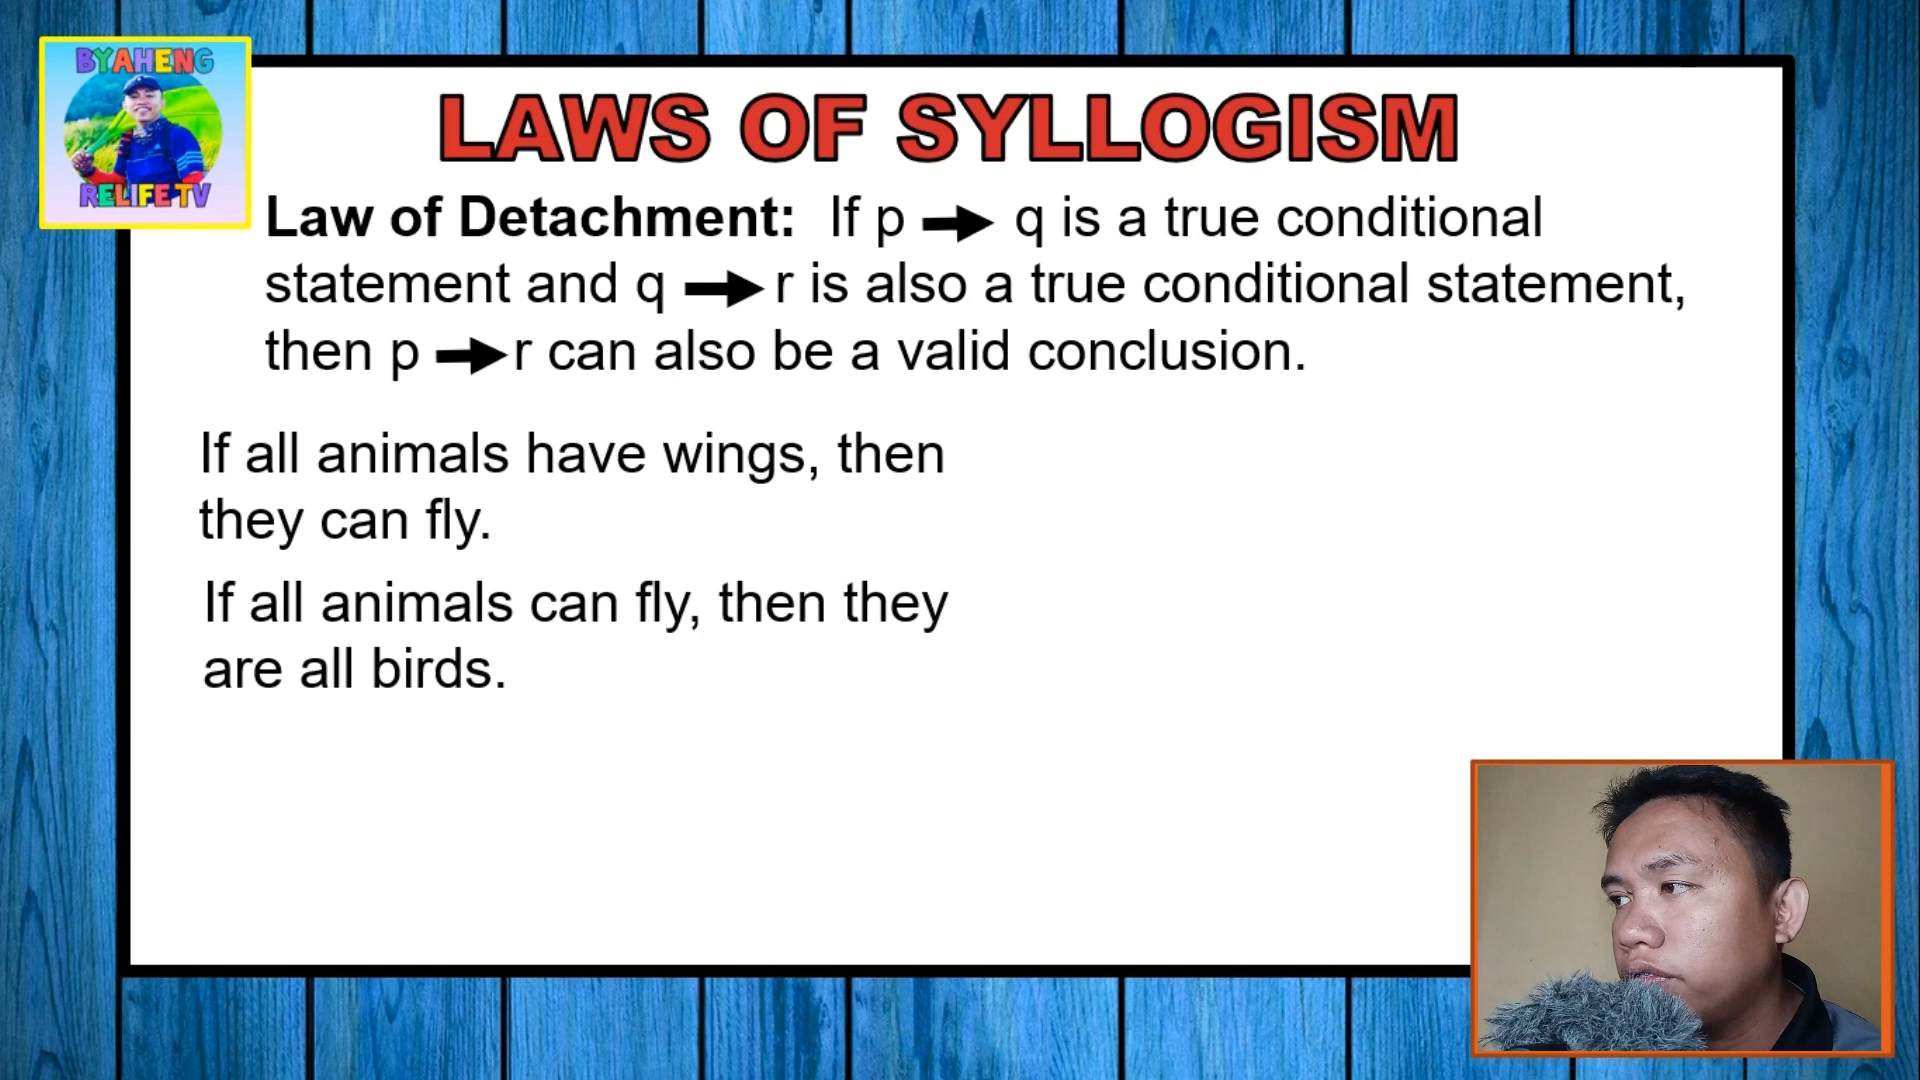 BYAHENG
RELIFE TV
LAWS OF SYLLOGISM
Law of Detachment: If p → q is a true conditional
statement and q → r is also a true conditional statement,
then p → r can also be a valid conclusion.
If all animals have wings, then
they can fly.
If all animals can fly, then they
are all birds.